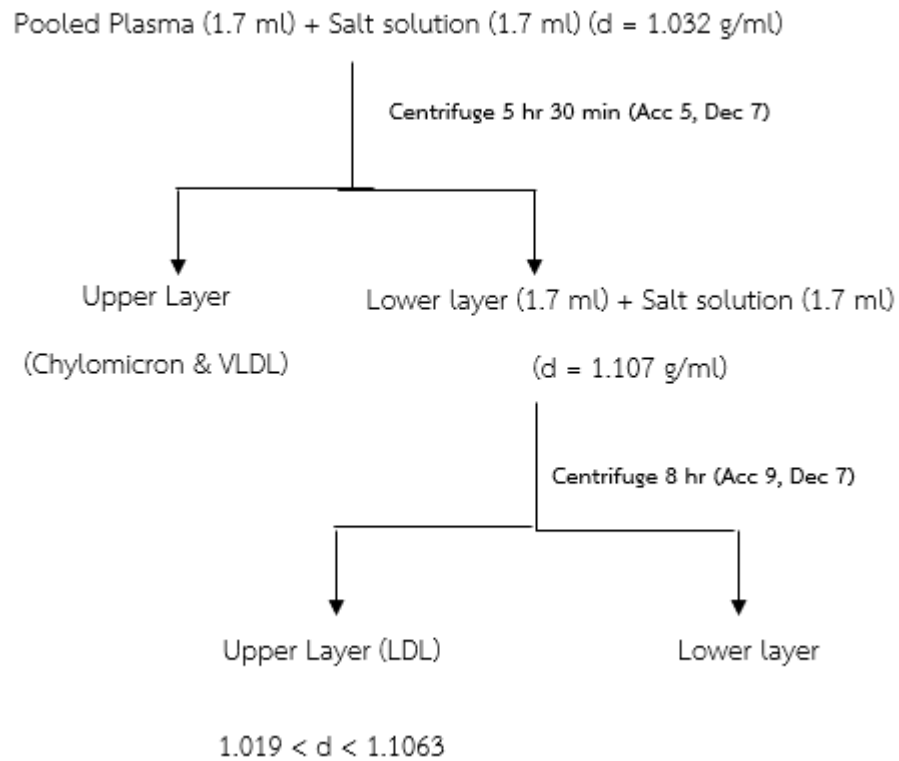 Pooled Plasma (1.7 ml) + Salt solution (1.7 ml) (d = 1.032 g/ml)
Centrifuge 5 hr 30 min (Acc 5, Dec 7)
Upper Layer
(Chylomicron & VLDL)
Lower layer (1.7 ml) + Salt solution (1.7 ml)
(d = 1.107 g/ml)
Centrifuge 8 hr (Acc 9, Dec 7)
Upper Layer (LDL)
1.019 < d < 1.1063
Lower layer